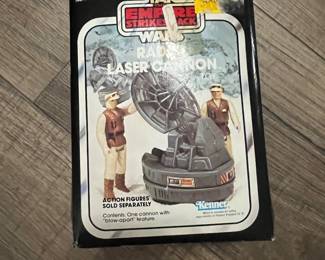 STAR
THE
EMPIRE
STRIKES BACK
WARS
RADAR
LASER CANNON
ACTION FIGURES
SOLD SEPARATELY
Contents: One cannon with
"blow-apart" feature.
Kenner